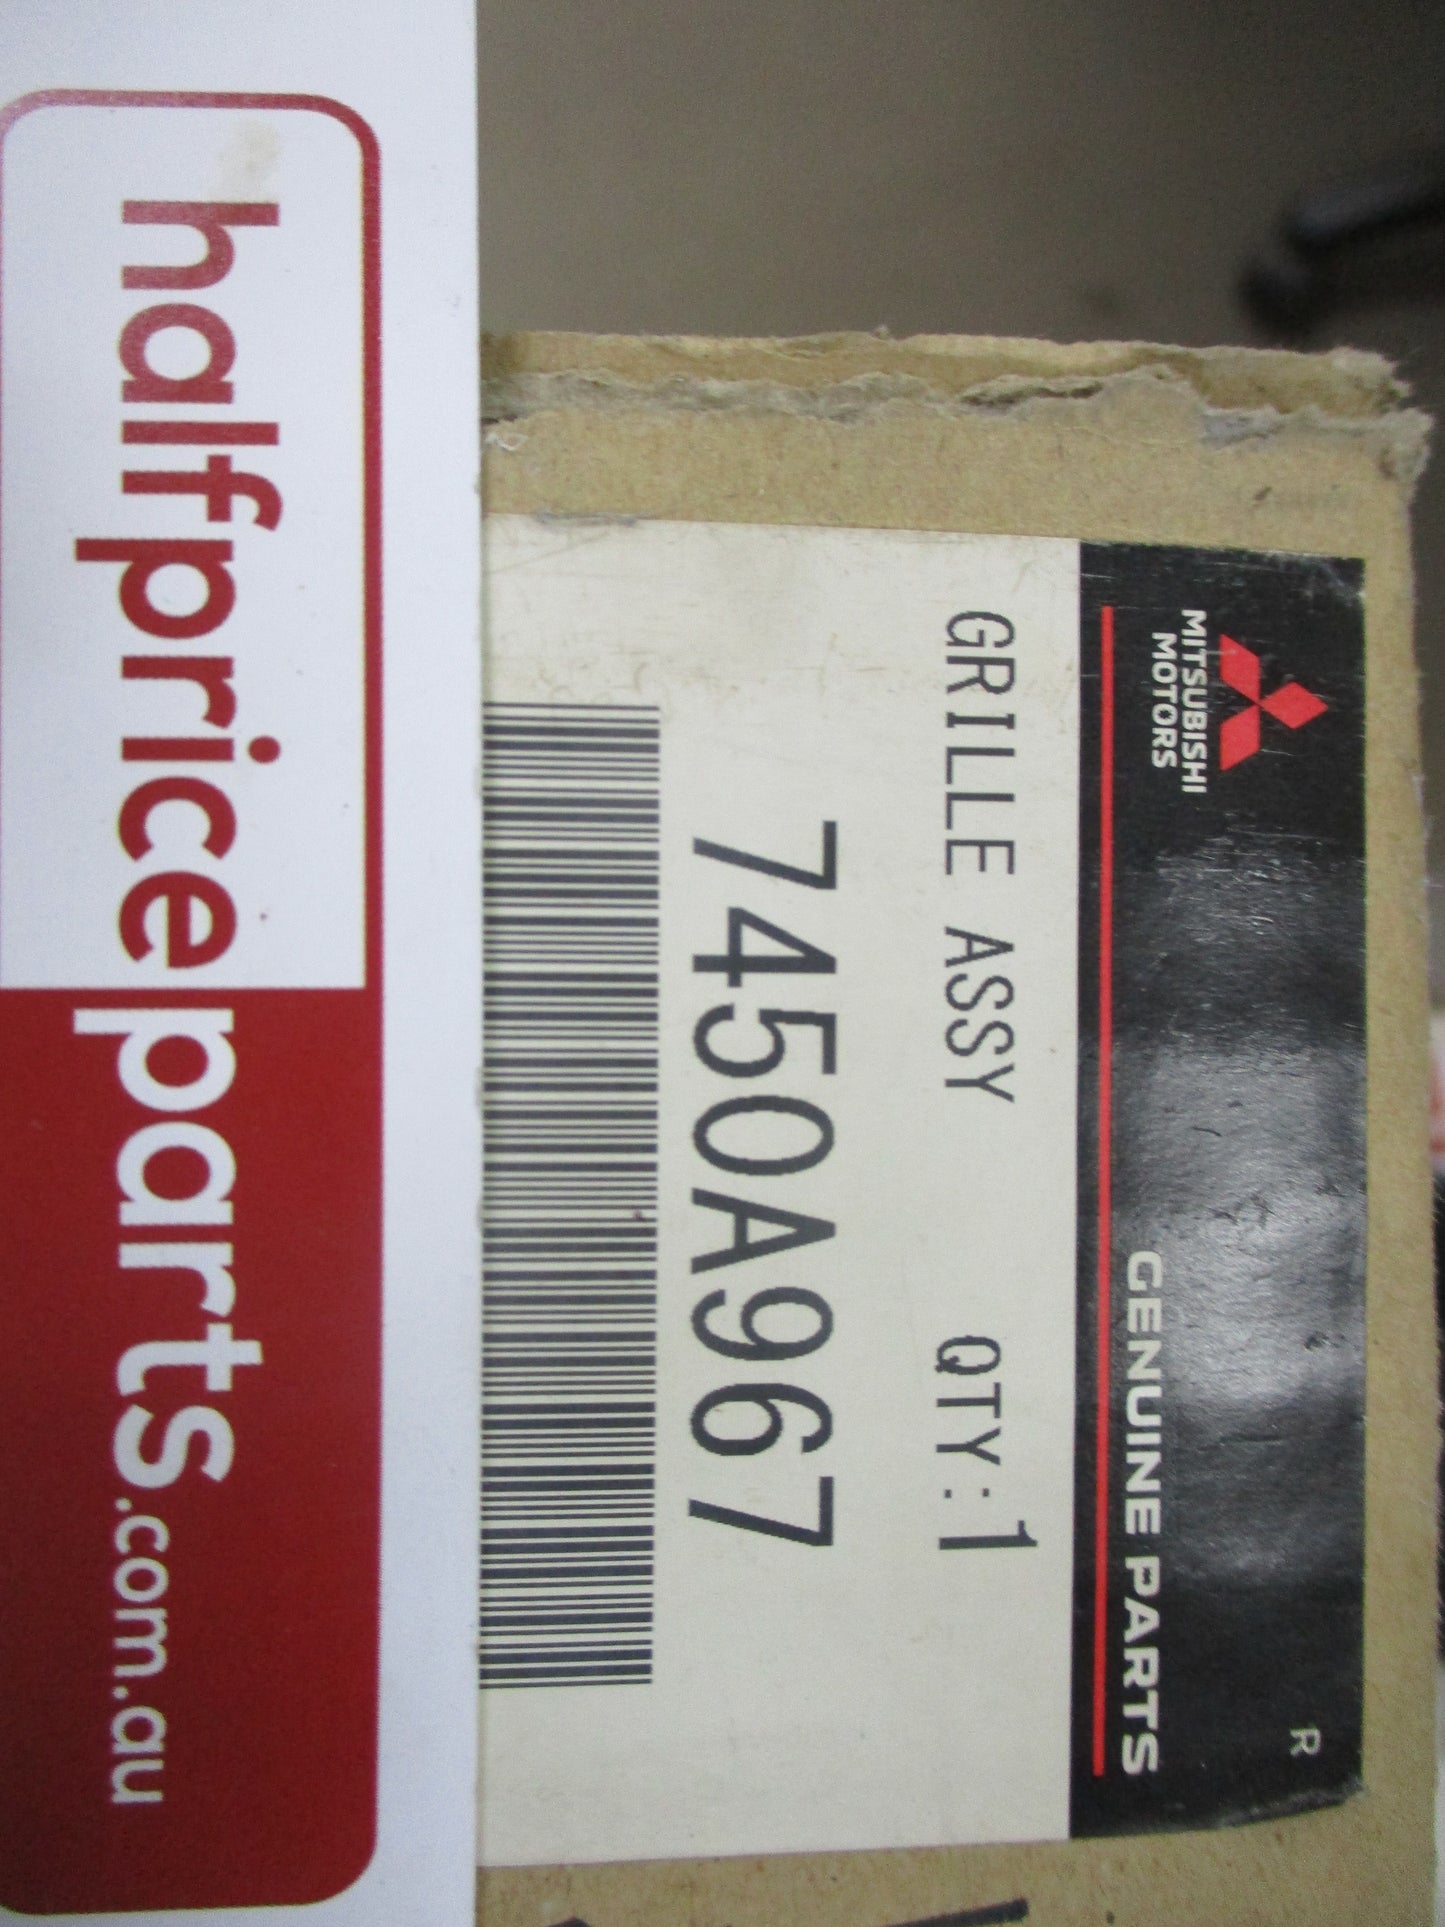 MITSUBISHI
MOTORS
R
GENUINE PARTS
GRILLE ASSY QTY:1
7450A967
halfpriceparts.com.au